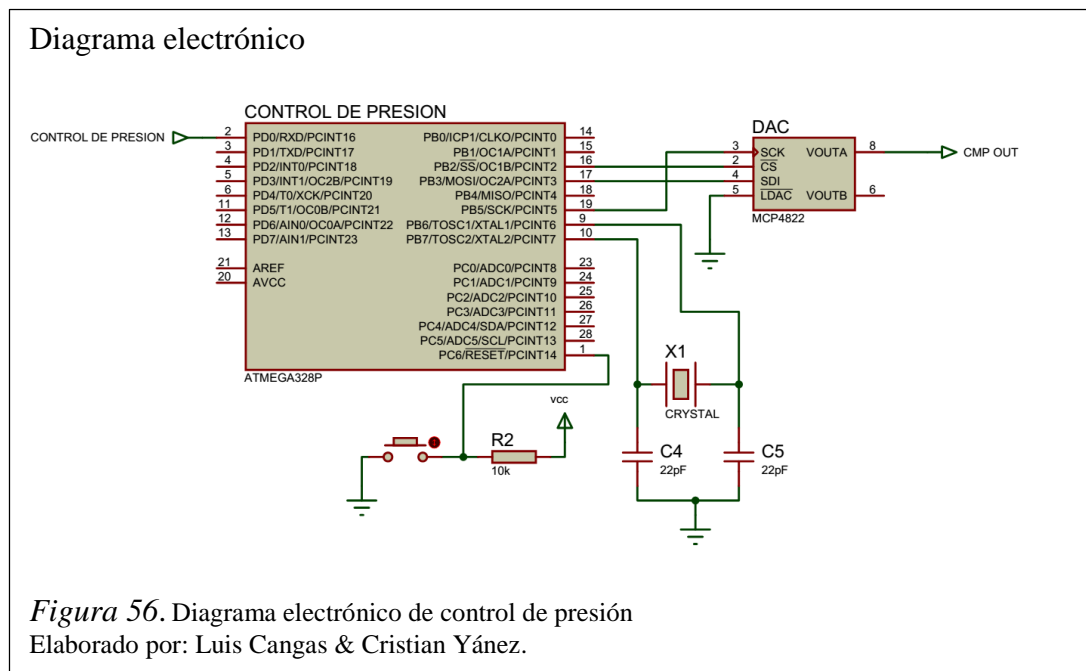 Diagrama electrónico
CONTROL DE PRESION
CONTROL DE PRESION
2 PD0/RXD/PCINT16
3 PD1/TXD/PCINT17
4 PD2/INT0/PCINT18
5 PD3/INT1/OC2B/PCINT19
6 PD4/T0/XCK/PCINT20
11 PD5/T1/OC0B/PCINT21
12 PD6/AIN0/OC0A/PCINT22
13 PD7/AIN1/PCINT23
21 AREF
20 AVCC
PB0/ICP1/CLKO/PCINT0 14
PB1/OC1A/PCINT1 15
PB2/SS/OC1B/PCINT2 16
PB3/MOSI/OC2A/PCINT3 17
PB4/MISO/PCINT4 18
PB5/SCK/PCINT5 19
PB6/TOSC1/XTAL1/PCINT6 9
PB7/TOSC2/XTAL2/PCINT7 10
PC0/ADC0/PCINT8 23
PC1/ADC1/PCINT9 24
PC2/ADC2/PCINT10 25
PC3/ADC3/PCINT11 26
PC4/ADC4/SDA/PCINT12 27
PC5/ADC5/SCL/PCINT13 28
PC6/RESET/PCINT14 1
ATMEGA328P
DAC
3 SCK VOUTA 8
2 CS
4 SDI
5 LDAC VOUTB 6
MCP4822
CMP OUT
X1
CRYSTAL
vcc
R2
10k
C4
22pF
C5
22pF
Figura 56. Diagrama electrónico de control de presión
Elaborado por: Luis Cangas & Cristian Yánez.